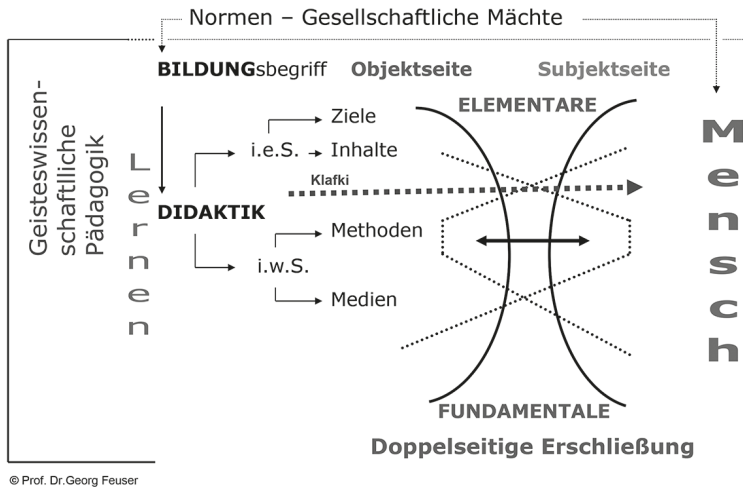 Normen – Gesellschaftliche Mächte
BILDUNGsbegriff Objektseite Subjektseite
ELEMENTARE
Geisteswissen-
schaftlliche
Pädagogik
Lernen
DIDAKTIK
i.e.S.
Ziele
Inhalte
Klafki
i.w.S.
Methoden
Medien
Mensch
FUNDAMENTALE
Doppelseitige Erschließung
© Prof. Dr.Georg Feuser